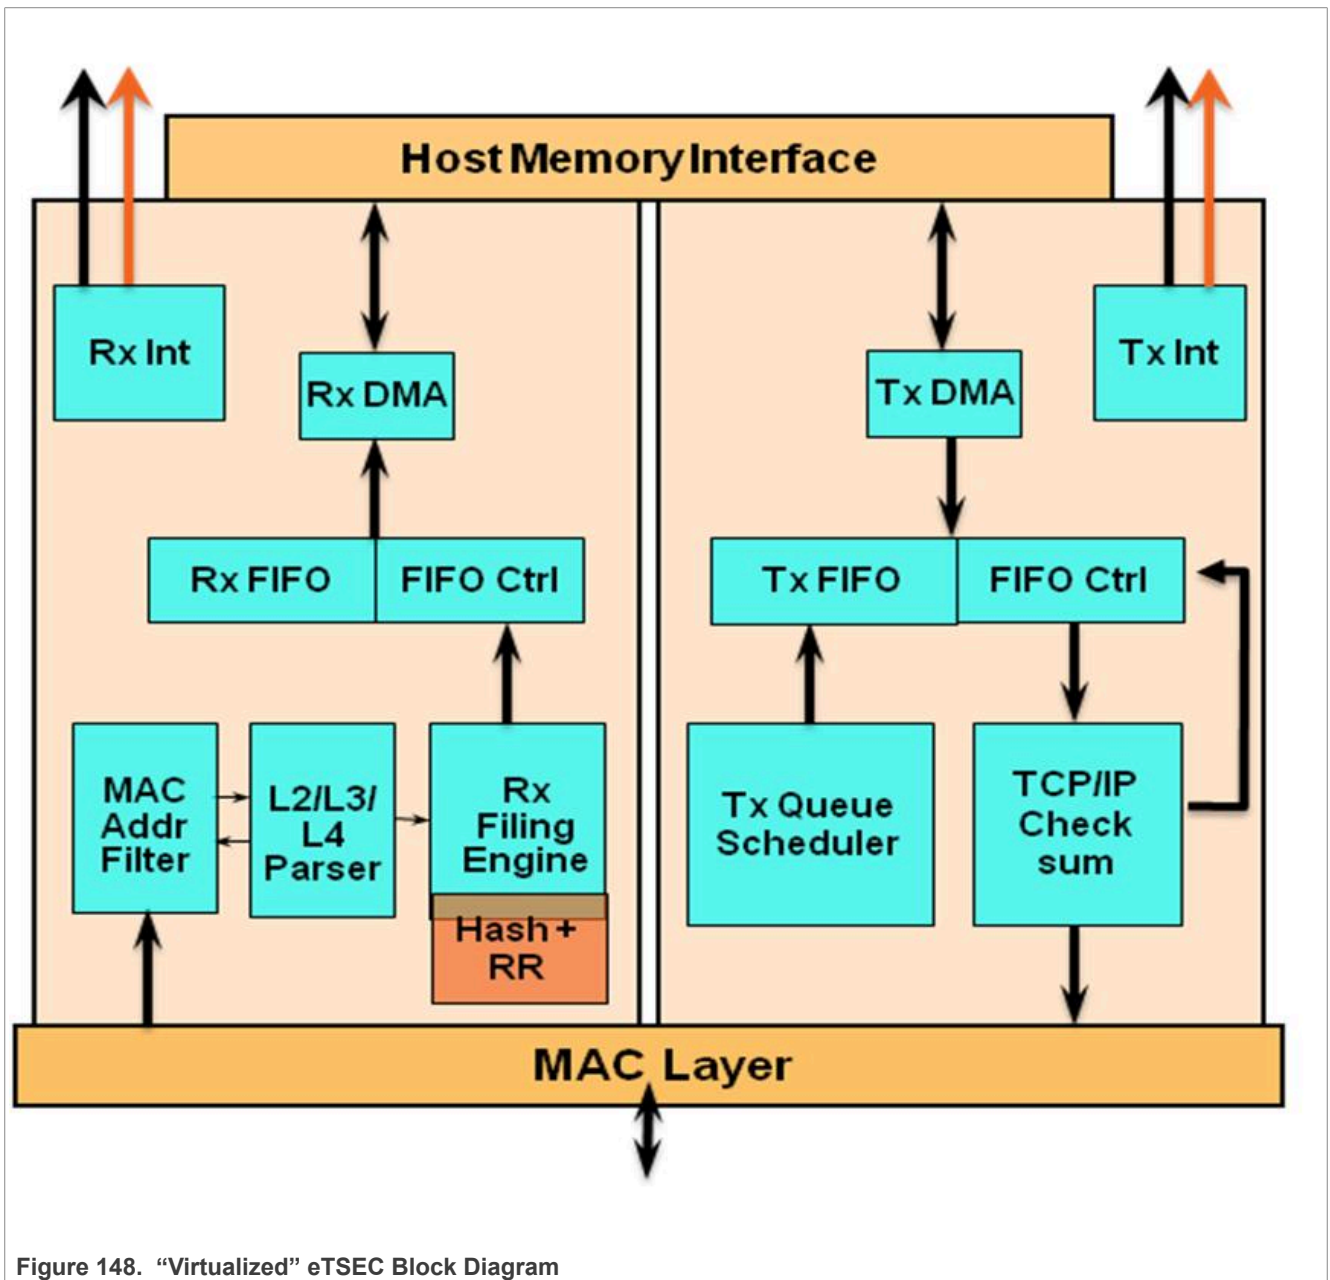 Host Memory Interface
Rx Int
Tx Int
Rx DMA
Tx DMA
Rx FIFO
FIFO Ctrl
Tx FIFO
FIFO Ctrl
MAC
Addr
Filter
L2/L3/
L4
Parser
Rx
Filing
Engine
Hash +
RR
Tx Queue
Scheduler
TCP/IP
Check
sum
MAC Layer
Figure 148. “Virtualized” eTSEC Block Diagram